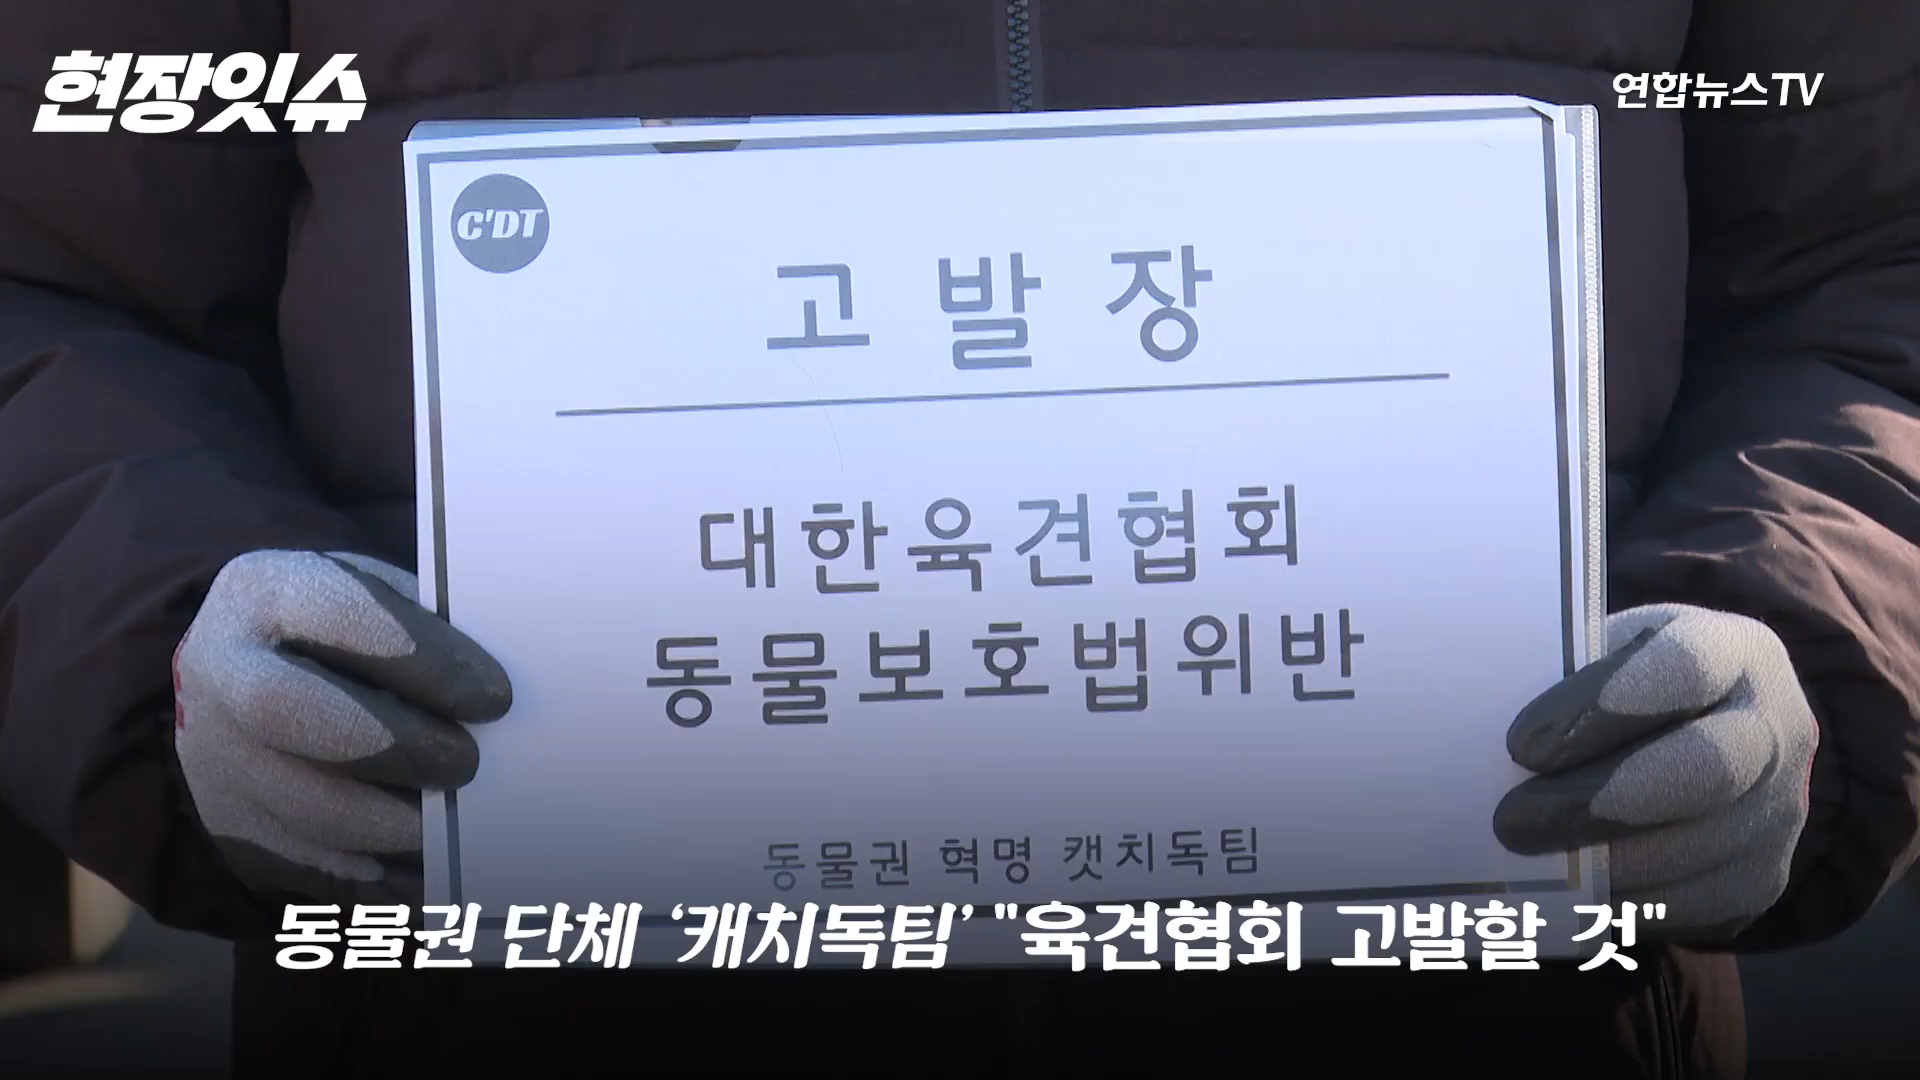 현장잇슈
연합뉴스TV
C'DT
고발장
대한육견협회
동물보호법위반
동물권 혁명 캣치독팀
동물권 단체 ‘캐치독팀’ "육견협회 고발할 것"